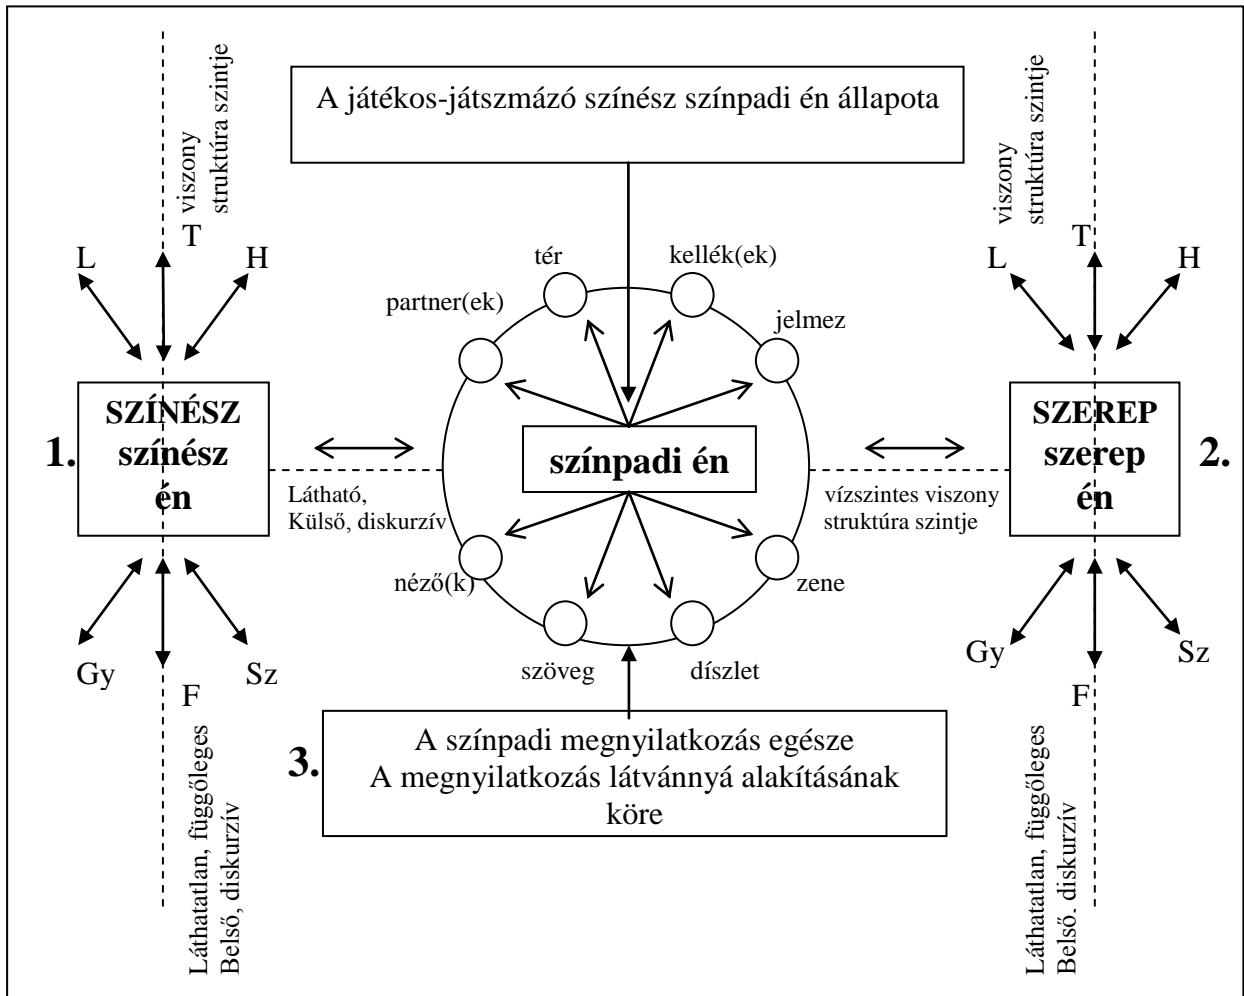 A játékos-játszmázó színész színpadi én állapota
viszony
struktúra szintje
viszony
struktúra szintje
L
T
H
L
T
H
tér
kellék(ek)
partner(ek)
jelmez
1.
SZÍNÉSZ
színész
én
színpadi én
SZEREP
szerep
én
2.
Látható,
Külső, diskurzív
vízszintes viszony
struktúra szintje
néző(k)
zene
szöveg
díszlet
Gy
F
Sz
Gy
F
Sz
3.
A színpadi megnyilatkozás egésze
A megnyilatkozás látvánnyá alakításának
köre
Láthatatlan, függőleges
Belső, diskurzív
Láthatatlan, függőleges
Belső. diskurzív